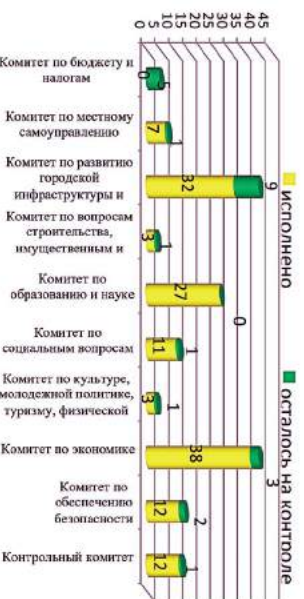 0 5 10 15 20 25 30 35 40 45
исполнено
осталось на контроле
Комитет по бюджету и
налогам
0
5
Комитет по местному
самоуправлению
7
1
Комитет по развитию
городской
инфраструктуры и
32
9
Комитет по вопросам
строительства,
имущественным и
3
1
Комитет по
образованию и науке
27
0
Комитет по
социальным вопросам
11
1
Комитет по культуре,
молодежной политике,
туризму, физической
3
1
Комитет по экономике
38
3
Комитет по
обеспечению
безопасности
12
2
Контрольный комитет
12
1